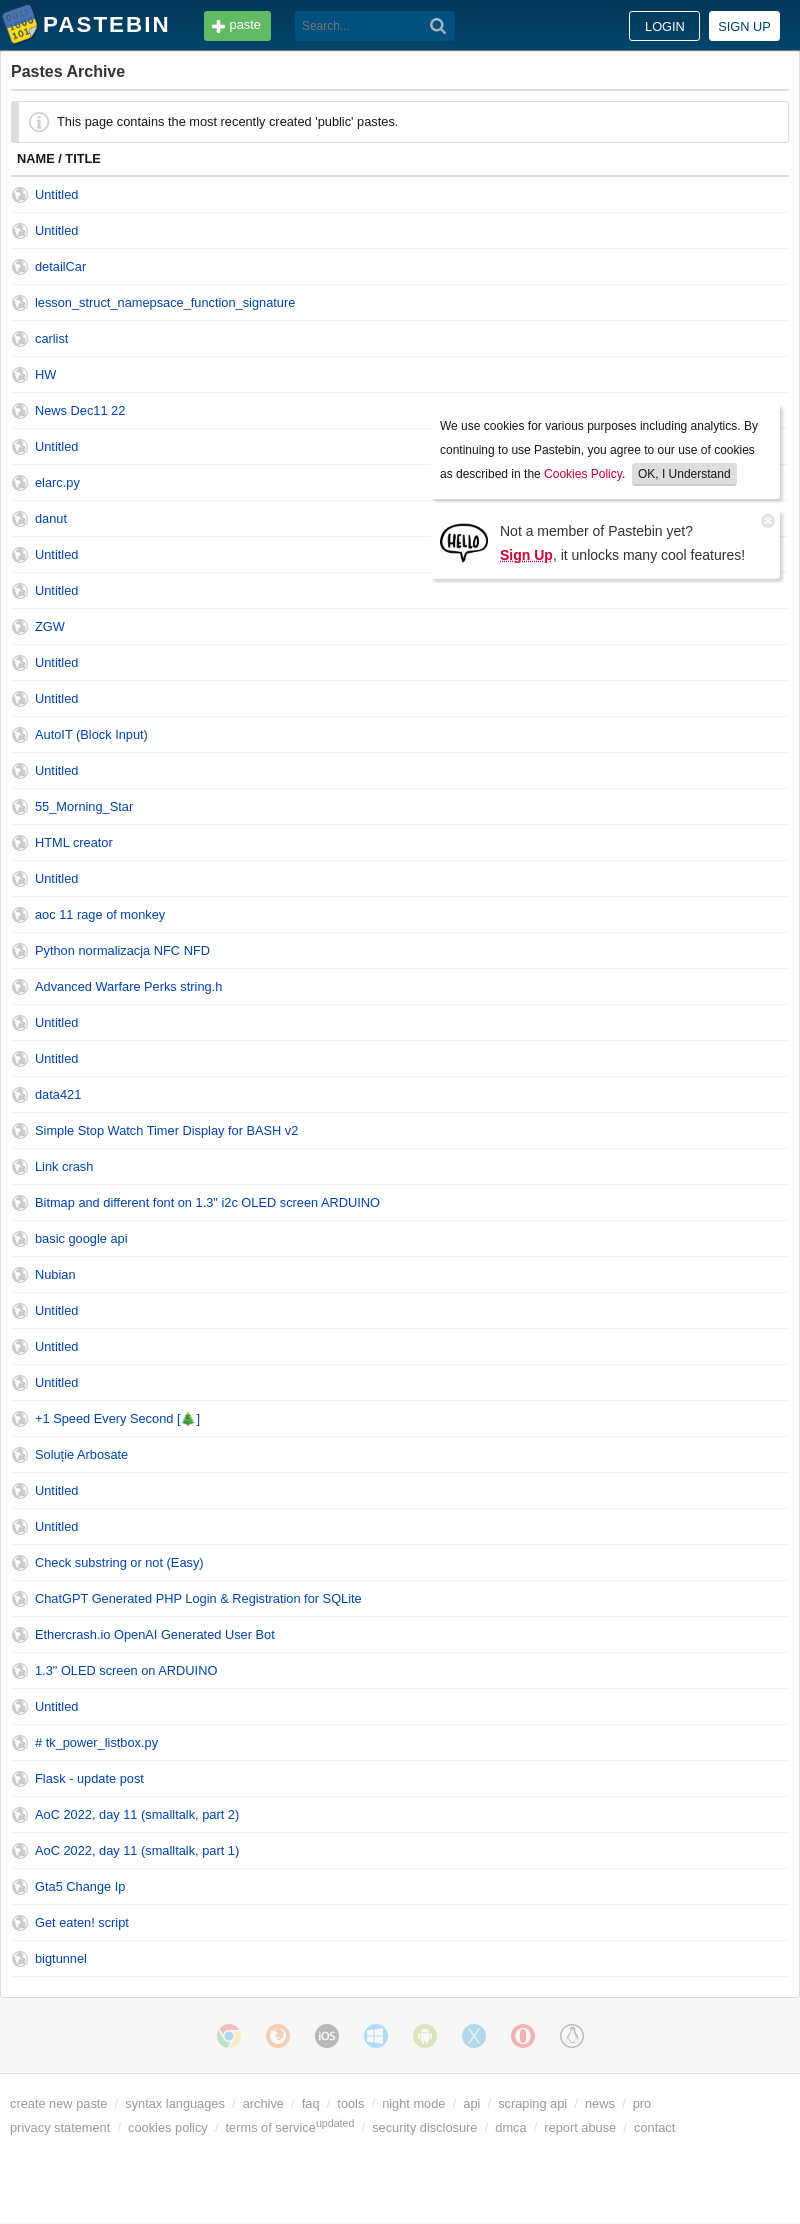 PASTEBIN paste Search... LOGIN SIGN UP
Pastes Archive
This page contains the most recently created 'public' pastes.
NAME / TITLE
Untitled
Untitled
detailCar
lesson_struct_namepsace_function_signature
carlist
HW
News Dec11 22
Untitled
elarc.py
danut
Untitled
Untitled
We use cookies for various purposes including analytics. By
continuing to use Pastebin, you agree to our use of cookies
as described in the Cookies Policy. OK, I Understand
HELLO
Not a member of Pastebin yet?
Sign Up, it unlocks many cool features!
ZGW
Untitled
Untitled
AutoIT (Block Input)
Untitled
55_Morning_Star
HTML creator
Untitled
aoc 11 rage of monkey
Python normalizacja NFC NFD
Advanced Warfare Perks string.h
Untitled
Untitled
data421
Simple Stop Watch Timer Display for BASH v2
Link crash
Bitmap and different font on 1.3" i2c OLED screen ARDUINO
basic google api
Nubian
Untitled
Untitled
Untitled
+1 Speed Every Second [🎄]
Soluție Arbosate
Untitled
Untitled
Check substring or not (Easy)
ChatGPT Generated PHP Login & Registration for SQLite
Ethercrash.io OpenAI Generated User Bot
1.3" OLED screen on ARDUINO
Untitled
# tk_power_listbox.py
Flask - update post
AoC 2022, day 11 (smalltalk, part 2)
AoC 2022, day 11 (smalltalk, part 1)
Gta5 Change Ip
Get eaten! script
bigtunnel
iOS
create new paste / syntax languages / archive / faq / tools / night mode / api / scraping api / news / pro
privacy statement / cookies policy / terms of service updated / security disclosure / dmca / report abuse / contact